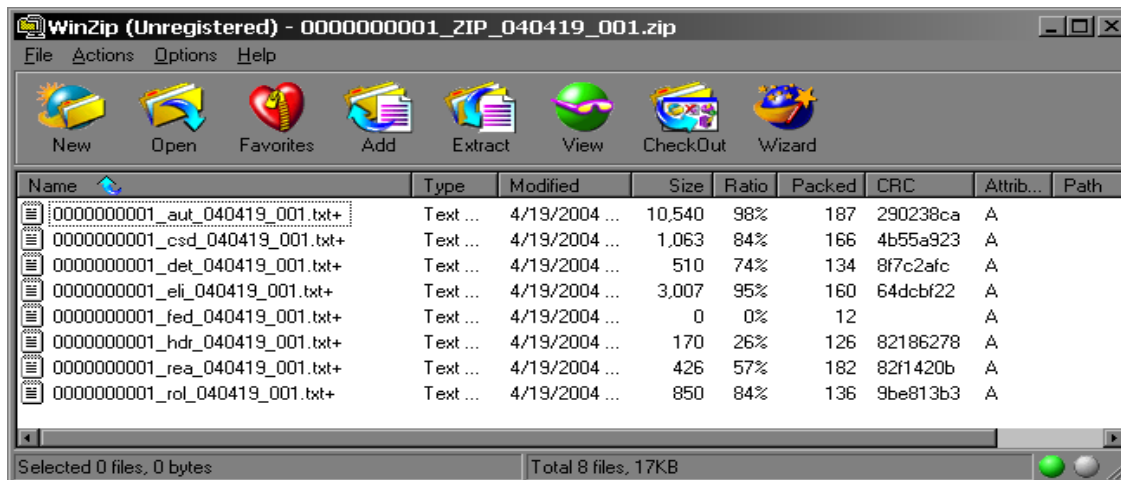 WinZip (Unregistered) - 0000000001_ZIP_040419_001.zip
File Actions Options Help
New Open Favorites Add Extract View CheckOut Wizard
Name Type Modified Size Ratio Packed CRC Attrib... Path
0000000001_aut_040419_001.txt+ Text ... 4/19/2004 ... 10,540 98% 187 290238ca A
0000000001_csd_040419_001.txt+ Text ... 4/19/2004 ... 1,063 84% 166 4b55a923 A
0000000001_det_040419_001.txt+ Text ... 4/19/2004 ... 510 74% 134 8f7c2afc A
0000000001_eli_040419_001.txt+ Text ... 4/19/2004 ... 3,007 95% 160 64dcbf22 A
0000000001_fed_040419_001.txt+ Text ... 4/19/2004 ... 0 0% 12 A
0000000001_hdr_040419_001.txt+ Text ... 4/19/2004 ... 170 26% 126 82186278 A
0000000001_rea_040419_001.txt+ Text ... 4/19/2004 ... 426 57% 182 82f1420b A
0000000001_rol_040419_001.txt+ Text ... 4/19/2004 ... 850 84% 136 9be813b3 A
Selected 0 files, 0 bytes Total 8 files, 17KB